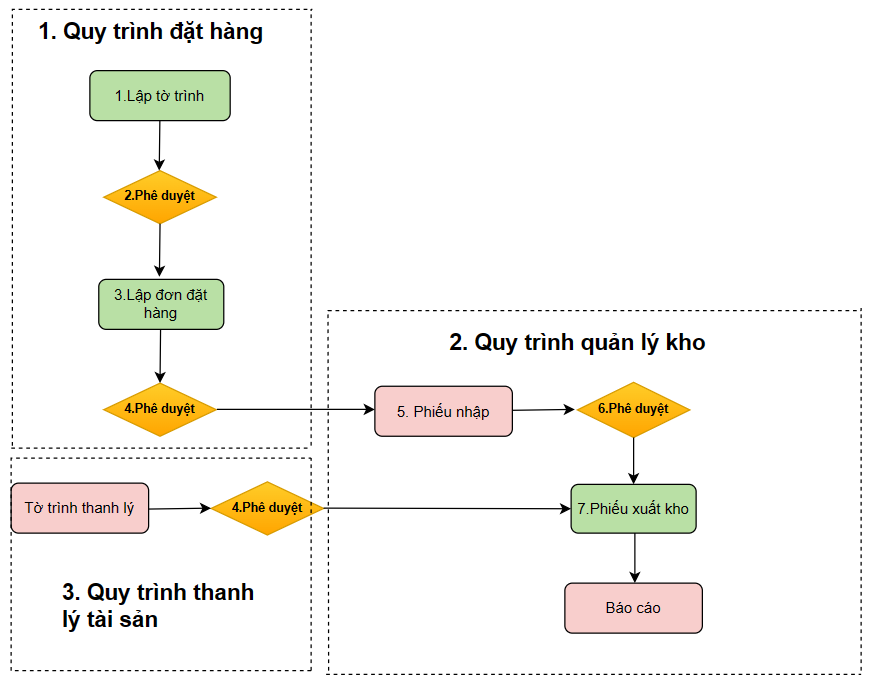 1. Quy trình đặt hàng
1.Lập tờ trình
2.Phê duyệt
3.Lập đơn đặt
hàng
4.Phê duyệt
2. Quy trình quản lý kho
5. Phiếu nhập
6.Phê duyệt
7.Phiếu xuất kho
Báo cáo
Tờ trình thanh lý
4.Phê duyệt
3. Quy trình thanh
lý tài sản